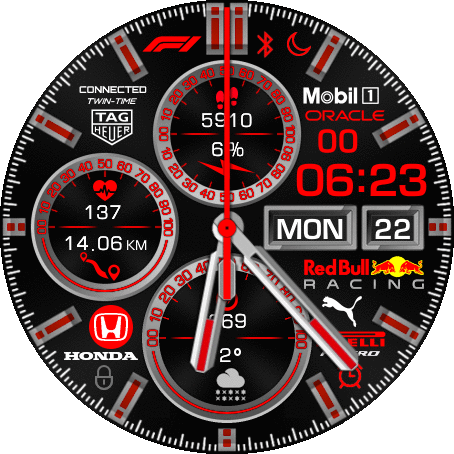 F1
CONNECTED
TWIN-TIME
TAG
HEUER
Mobil 1
ORACLE
00
06:23
5910
6%
137
14.06 KM
MON 22
Red Bull
RACING
HONDA
2°